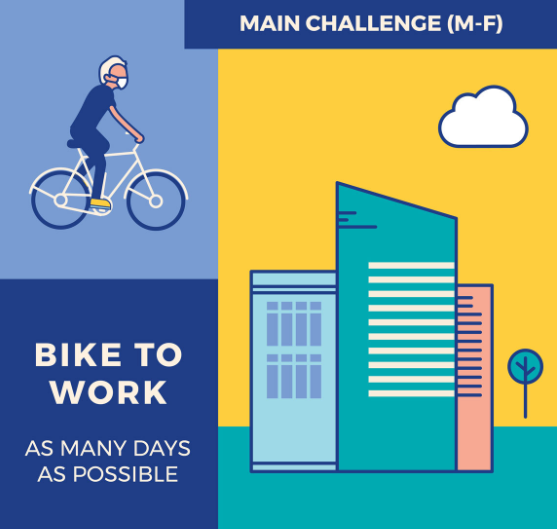 MAIN CHALLENGE (M-F)
BIKE TO
WORK
AS MANY DAYS
AS POSSIBLE